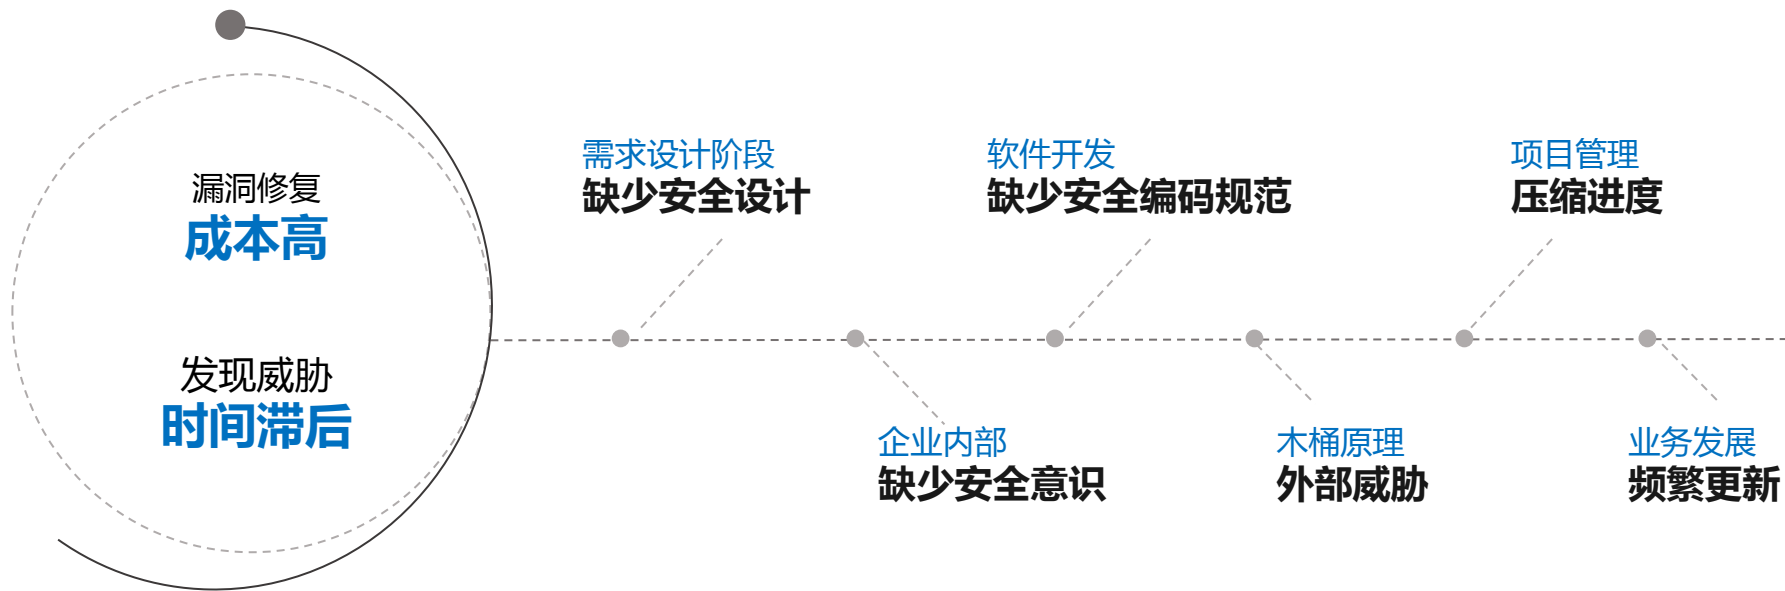 漏洞修复
成本高
发现威胁
时间滞后
需求设计阶段
缺少安全设计
软件开发
缺少安全编码规范
项目管理
压缩进度
企业内部
缺少安全意识
木桶原理
外部威胁
业务发展
频繁更新